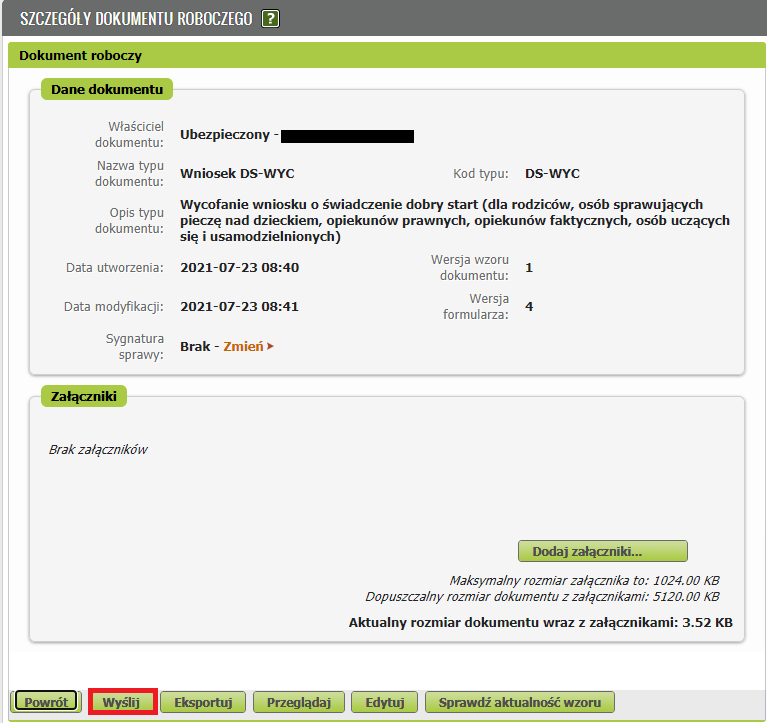 SZCZEGÓŁY DOKUMENTU ROBOCZEGO ?
Dokument roboczy
Dane dokumentu
Właściciel
dokumentu:
Ubezpieczony -
Nazwa typu
dokumentu:
Wniosek DS-WYC
Kod typu:
DS-WYC
Opis typu
dokumentu:
Wycofanie wniosku o świadczenie dobry start (dla rodziców, osób sprawujących
pieczę nad dzieckiem, opiekunów prawnych, opiekunów faktycznych, osób uczących
się i usamodzielnionych)
Data utworzenia:
2021-07-23 08:40
Wersja wzoru
dokumentu:
1
Data modyfikacji:
2021-07-23 08:41
Wersja
formularza:
4
Sygnatura
sprawy:
Brak - Zmień
Załączniki
Brak załączników
Dodaj załączniki...
Maksymalny rozmiar załącznika to: 1024.00 KB
Dopuszczalny rozmiar dokumentu z załącznikami: 5120.00 KB
Aktualny rozmiar dokumentu wraz z załącznikami: 3.52 KB
Powrót
Wyślij
Eksportuj
Przeglądaj
Edytuj
Sprawdź aktualność wzoru